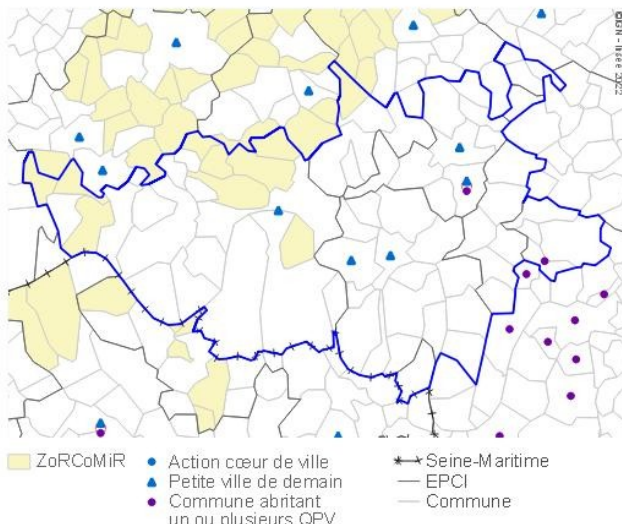 ©IGN - Insee 2022
ZoRCoMiR
Action cœur de ville
Petite ville de demain
Commune abritant
un ou plusieurs QPV
Seine-Maritime
EPCI
Commune